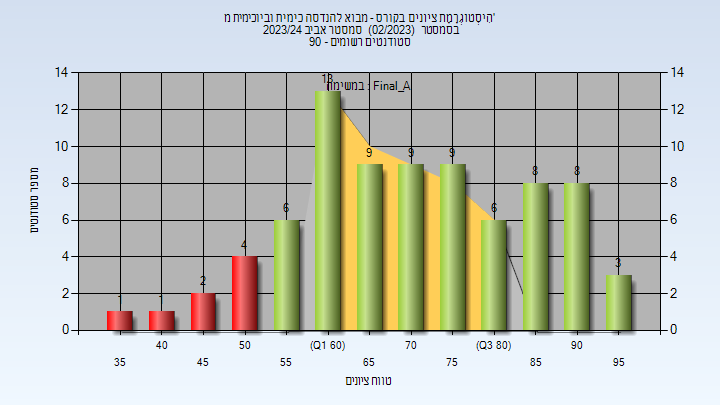 היסטוגרמת ציונים בקורס - מבוא להנדסה כימית וביוכימית מ'
בסמסטר (02/2023) סמסטר אביב 2023/24
סטודנטים רשומים - 90
במשימה : Final_A
מספר סטודנטים
14 14
12 12
10 10
8 8
6 6
4 4
2 2
0 0
1 1 2 4 6 13 9 9 9 6 8 8 3
40 50 (Q1 60) 70 (Q3 80) 90
35 45 55 65 75 85 95
טווח ציונים